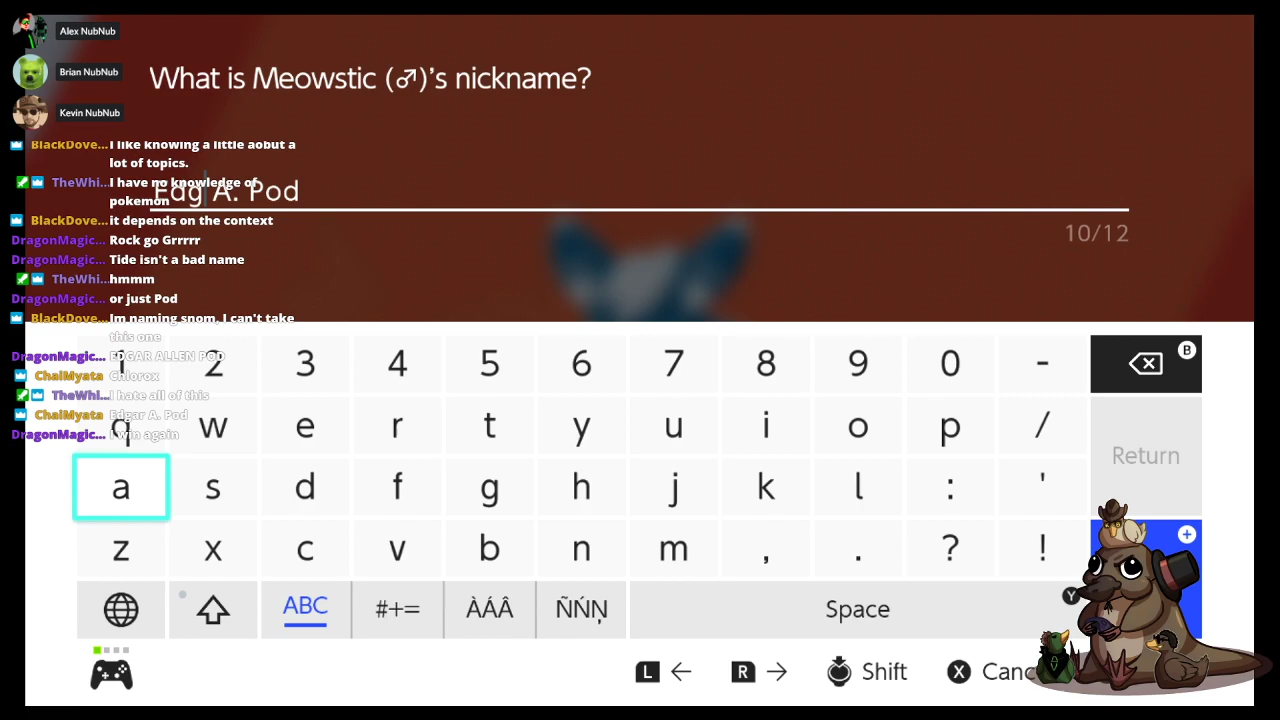 Alex NubNub
Brian NubNub
Kevin NubNub
What is Meowstic (♂)'s nickname?
BlackDove... I like knowing a little aobut a
lot of topics.
TheWhi... I have no knowledge of
pokemon
Edg A. Pod
BlackDove... it depends on the context
10/12
DragonMagic... Rock go Grrrrr
DragonMagic... Tide isn't a bad name
TheWhi... hmmm
DragonMagic... or just Pod
BlackDove... Im naming snom, I can't take
this one
DragonMagic... EDGAR ALLEN POD
ChaiMyata Chlorox
TheWhi... I hate all of this
ChaiMyata Edgar A. Pod
DragonMagic... I win again
1 2 3 4 5 6 7 8 9 0 - B
q w e r t y u i o p /
Return
a s d f g h j k l : '
z x c v b n m , . ? ! +
ABC #+= ÀÁÂ ÑŃŅ Space Y
L ← R → Shift X Canc